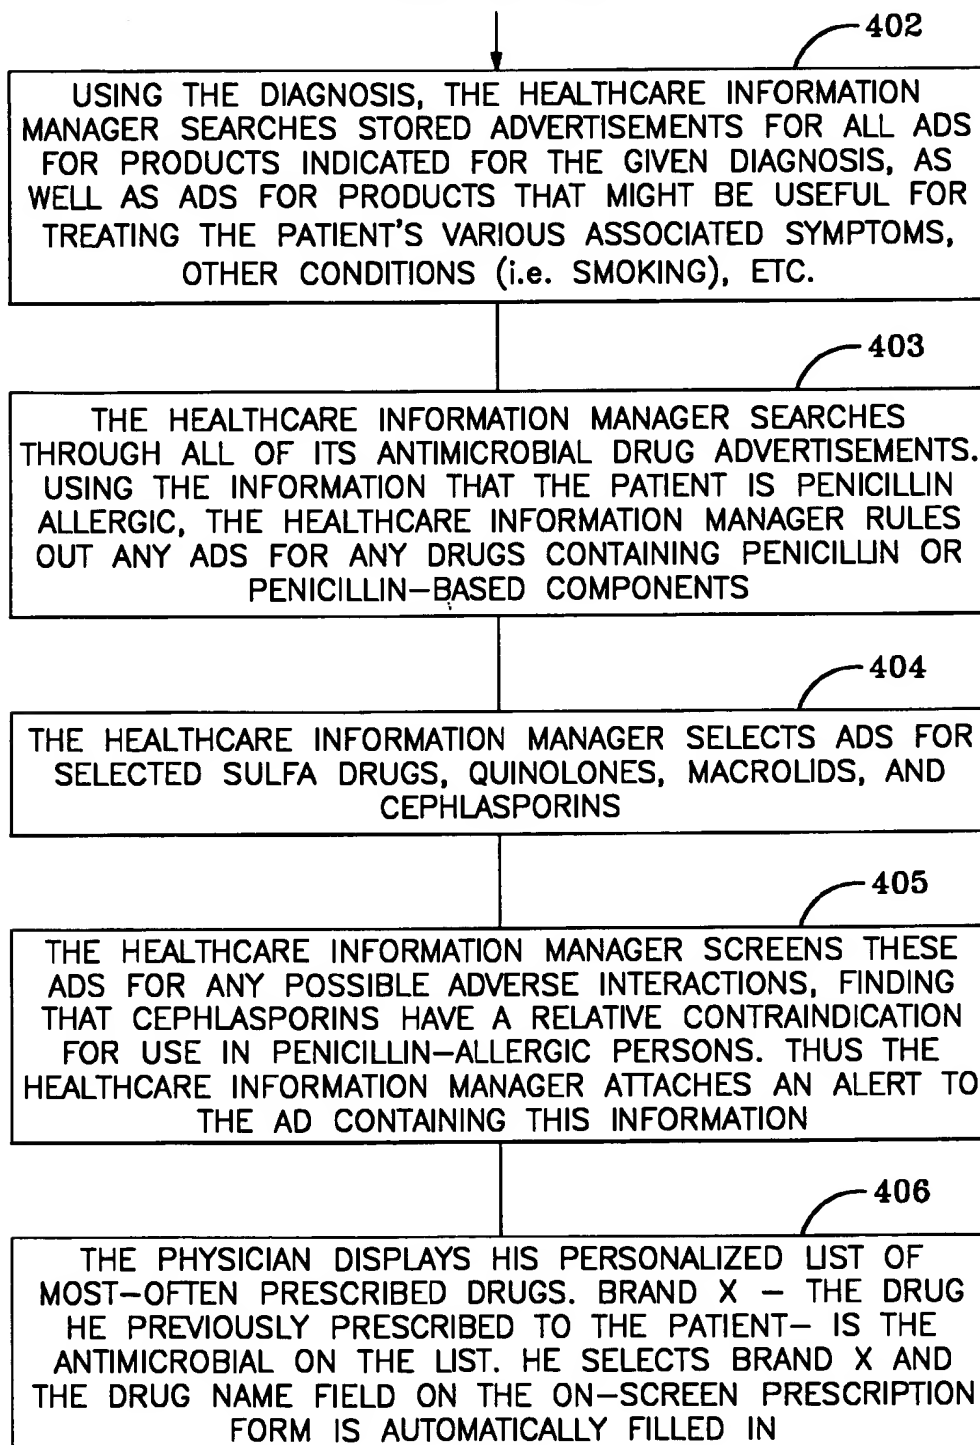 402
USING THE DIAGNOSIS, THE HEALTHCARE INFORMATION
MANAGER SEARCHES STORED ADVERTISEMENTS FOR ALL ADS
FOR PRODUCTS INDICATED FOR THE GIVEN DIAGNOSIS, AS
WELL AS ADS FOR PRODUCTS THAT MIGHT BE USEFUL FOR
TREATING THE PATIENT'S VARIOUS ASSOCIATED SYMPTOMS,
OTHER CONDITIONS (i.e. SMOKING), ETC.
403
THE HEALTHCARE INFORMATION MANAGER SEARCHES
THROUGH ALL OF ITS ANTIMICROBIAL DRUG ADVERTISEMENTS.
USING THE INFORMATION THAT THE PATIENT IS PENICILLIN
ALLERGIC, THE HEALTHCARE INFORMATION MANAGER RULES
OUT ANY ADS FOR ANY DRUGS CONTAINING PENICILLIN OR
PENICILLIN–BASED COMPONENTS
404
THE HEALTHCARE INFORMATION MANAGER SELECTS ADS FOR
SELECTED SULFA DRUGS, QUINOLONES, MACROLIDS, AND
CEPHLASPORINS
405
THE HEALTHCARE INFORMATION MANAGER SCREENS THESE
ADS FOR ANY POSSIBLE ADVERSE INTERACTIONS, FINDING
THAT CEPHLASPORINS HAVE A RELATIVE CONTRAINDICATION
FOR USE IN PENICILLIN–ALLERGIC PERSONS. THUS THE
HEALTHCARE INFORMATION MANAGER ATTACHES AN ALERT TO
THE AD CONTAINING THIS INFORMATION
406
THE PHYSICIAN DISPLAYS HIS PERSONALIZED LIST OF
MOST–OFTEN PRESCRIBED DRUGS. BRAND X – THE DRUG
HE PREVIOUSLY PRESCRIBED TO THE PATIENT– IS THE
ANTIMICROBIAL ON THE LIST. HE SELECTS BRAND X AND
THE DRUG NAME FIELD ON THE ON–SCREEN PRESCRIPTION
FORM IS AUTOMATICALLY FILLED IN